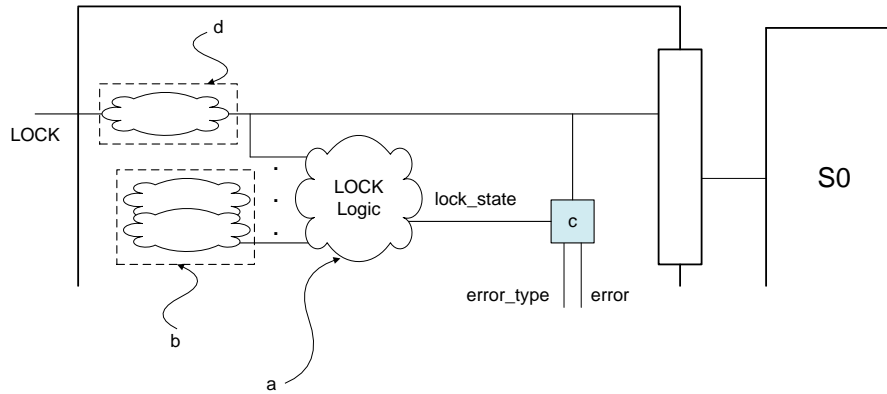 d
LOCK
S0
LOCK
Logic
lock_state
c
error_type
error
b
a